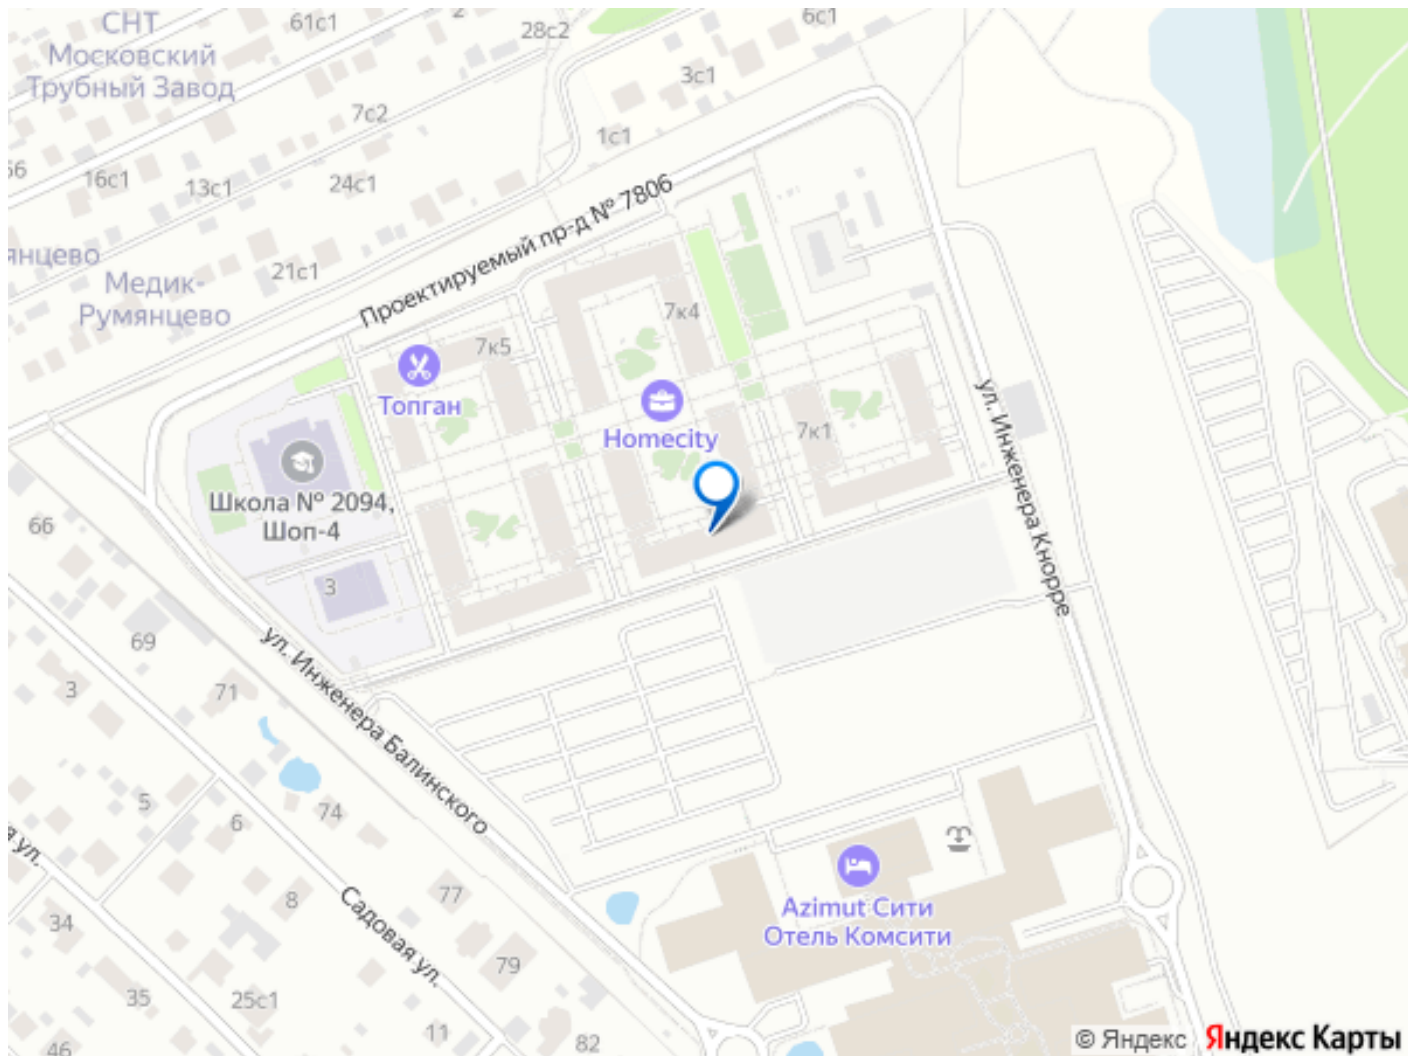 СНТ
Московский
Трубный Завод
61с1
2
28с2
6с1
3с1
7с2
1с1
66
16с1
13с1
24с1
Проектируемый пр-д № 7806
янцево
21с1
Медик-
Румянцево
7к4
7к5
Топган
Homecity
7к1
ул. Инженера Кнорре
Школа № 2094,
Шоп-4
66
3
69
ул. Инженера Балинского
3
71
5
6
74
я ул.
8
77
Садовая ул.
Azimut Сити
Отель Комсити
34
79
35
25с1
11
82
46
© Яндекс Яндекс Карты